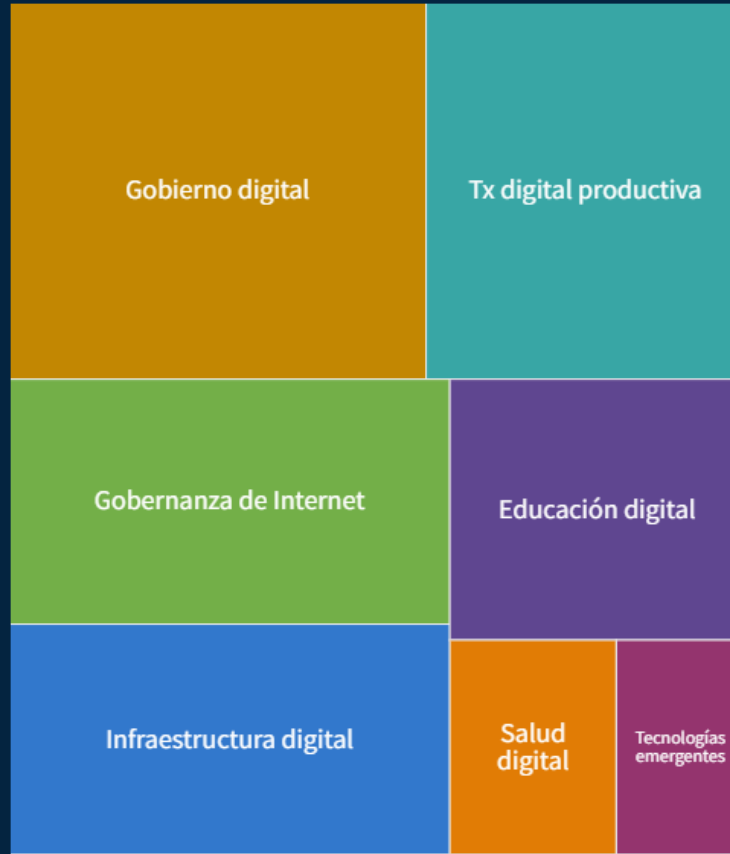 Gobierno digital
Tx digital productiva
Gobernanza de Internet
Educación digital
Infraestructura digital
Salud
digital
Tecnologías
emergentes